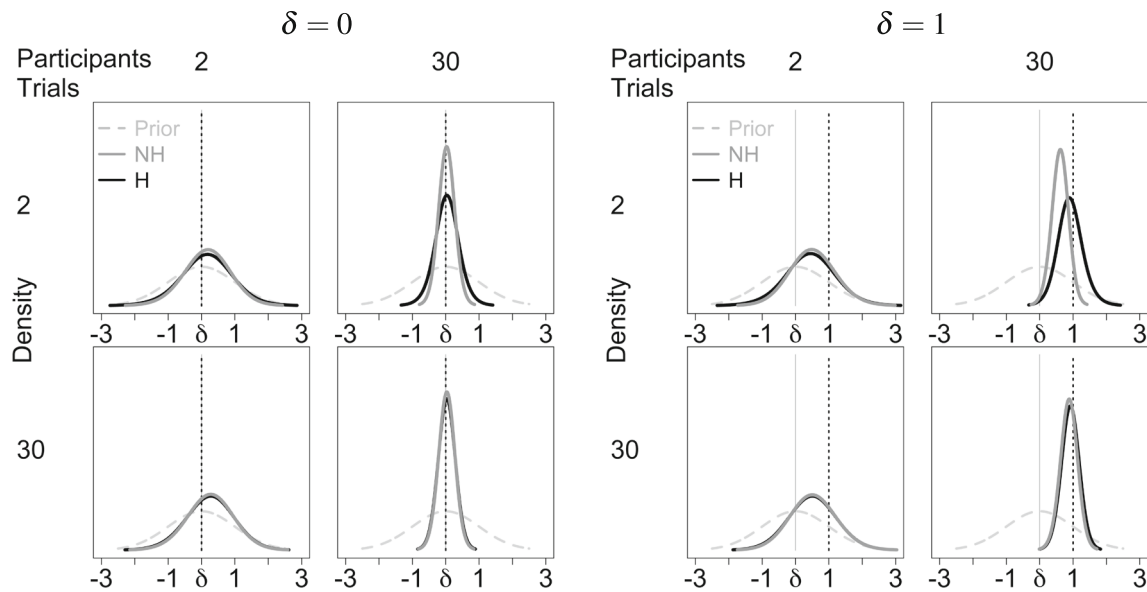 δ = 0
δ = 1
Participants 2 30
Trials
Participants 2 30
Trials
Prior
NH
H
2
Prior
NH
H
2
-3 -1 δ 1 3
-3 -1 δ 1 3
-3 -1 δ 1 3
-3 -1 δ 1 3
Density
Density
30
30
-3 -1 δ 1 3
-3 -1 δ 1 3
-3 -1 δ 1 3
-3 -1 δ 1 3